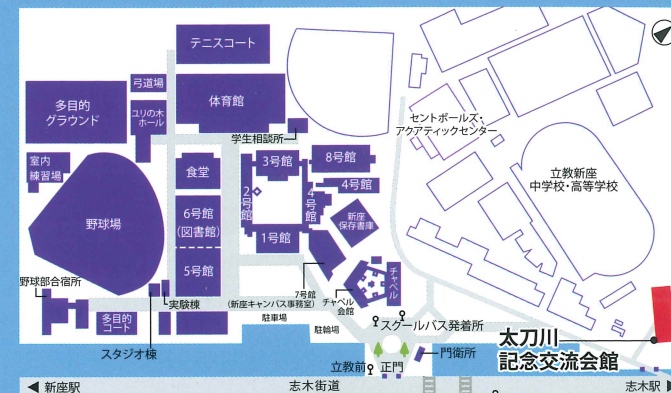 テニスコート
弓道場
体育館
多目的
グラウンド
ユリの木
ホール
学生相談所
セントポールズ・
アクアティックセンター
室内
練習場
食堂
3号館
8号館
4号館
2号館
4号館
立教新座
中学校・高等学校
野球場
6号館
(図書館)
新座
保存書庫
1号館
5号館
野球部合宿所
実験棟
7号館
(新座キャンパス事務室)
チャペル
会館
チャペル
多目的
コート
駐車場
駐輪場
スクールバス発着所
スタジオ棟
太刀川
記念交流会館
立教前
正門
門衛所
新座駅
志木街道
志木駅